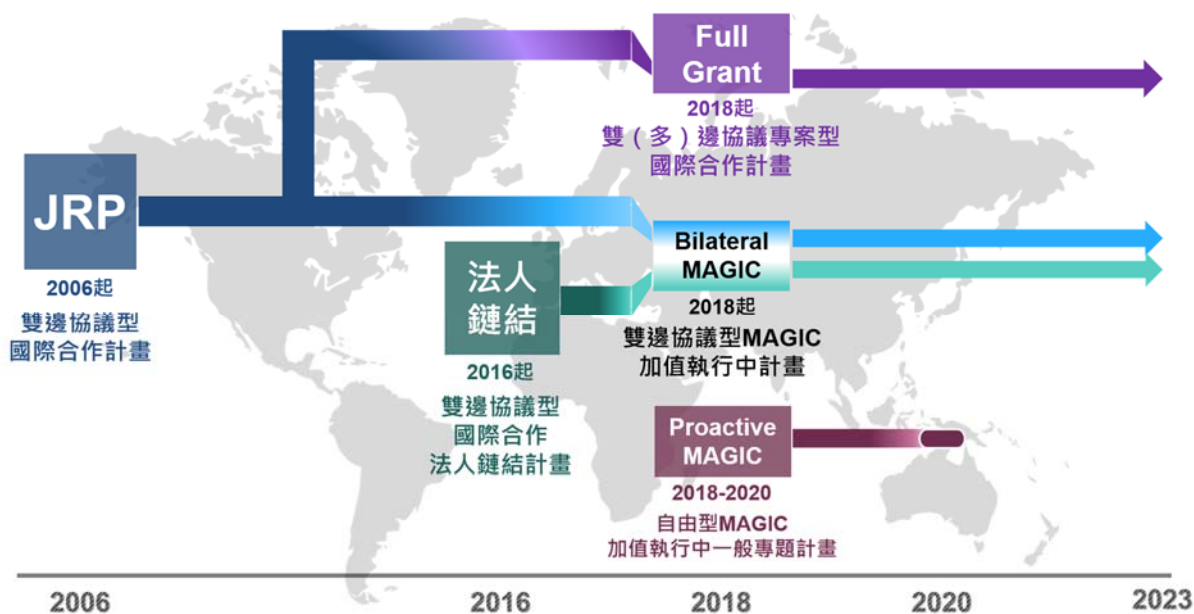 Full
Grant
2018起
雙（多）邊協議專案型
國際合作計畫
JRP
2006起
雙邊協議型
國際合作計畫
法人
鏈結
2016起
雙邊協議型
國際合作
法人鏈結計畫
Bilateral
MAGIC
2018起
雙邊協議型MAGIC
加值執行中計畫
Proactive
MAGIC
2018-2020
自由型MAGIC
加值執行中一般專題計畫
2006
2016
2018
2020
2023